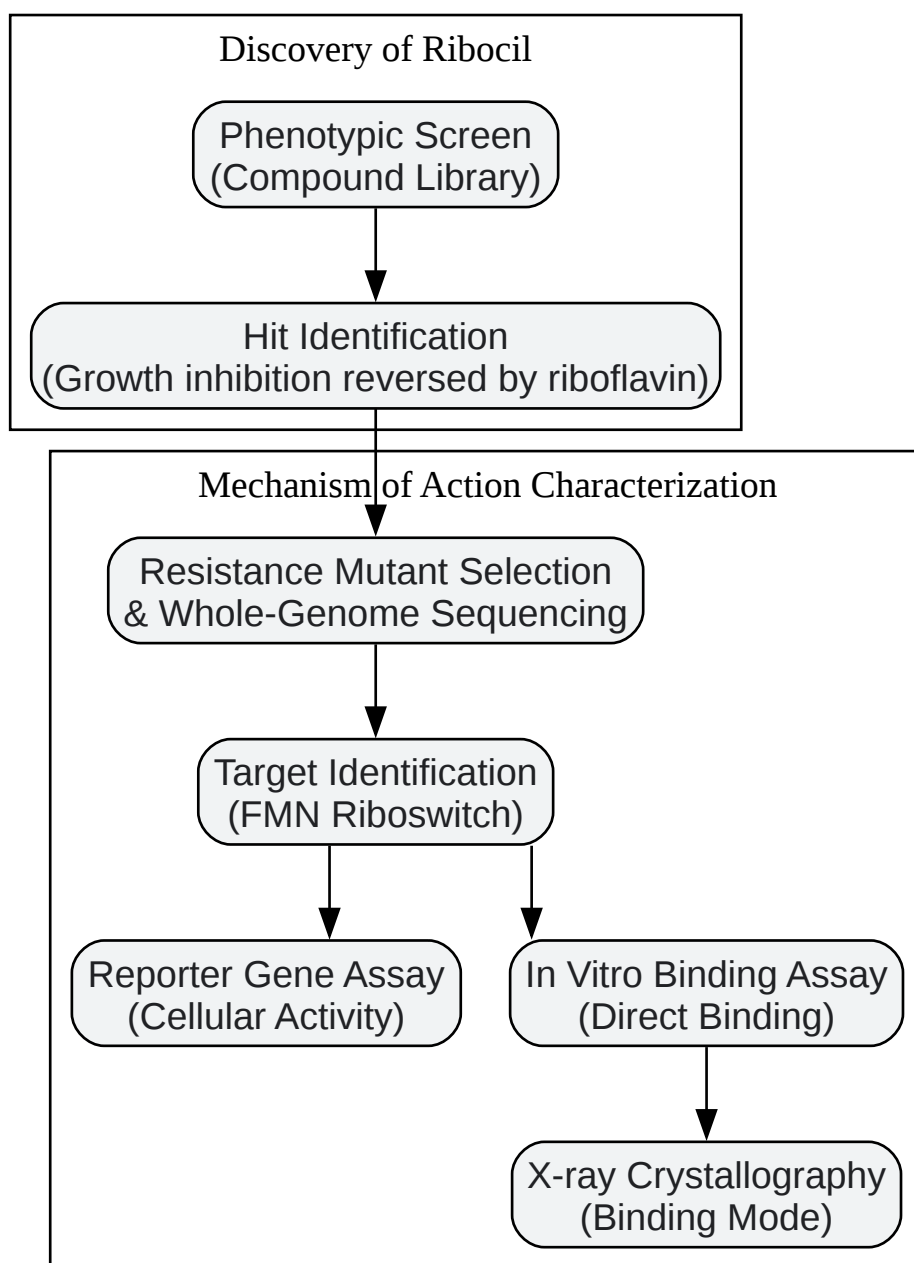 Discovery of Ribocil
Phenotypic Screen
(Compound Library)
Hit Identification
(Growth inhibition reversed by riboflavin)
Mechanism of Action Characterization
Resistance Mutant Selection
& Whole-Genome Sequencing
Target Identification
(FMN Riboswitch)
Reporter Gene Assay
(Cellular Activity)
In Vitro Binding Assay
(Direct Binding)
X-ray Crystallography
(Binding Mode)